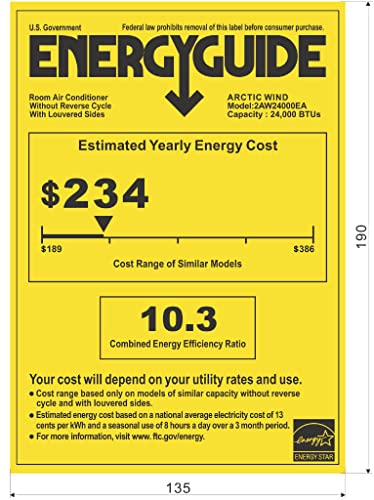 U.S. Government Federal law prohibits removal of this label before consumer purchase.
ENERGYGUIDE
Room Air Conditioner
Without Reverse Cycle
With Louvered Sides
ARCTIC WIND
Model:2AW24000EA
Capacity : 24,000 BTUs
Estimated Yearly Energy Cost
$234
$189 $386
Cost Range of Similar Models
10.3
Combined Energy Efficiency Ratio
Your cost will depend on your utility rates and use.
● Cost range based only on models of similar capacity without reverse
cycle and with louvered sides.
● Estimated energy cost based on a national average electricity cost of 13
cents per kWh and a seasonal use of 8 hours a day over a 3 month period.
● For more information, visit www.ftc.gov/energy.
energy
ENERGY STAR
190
135